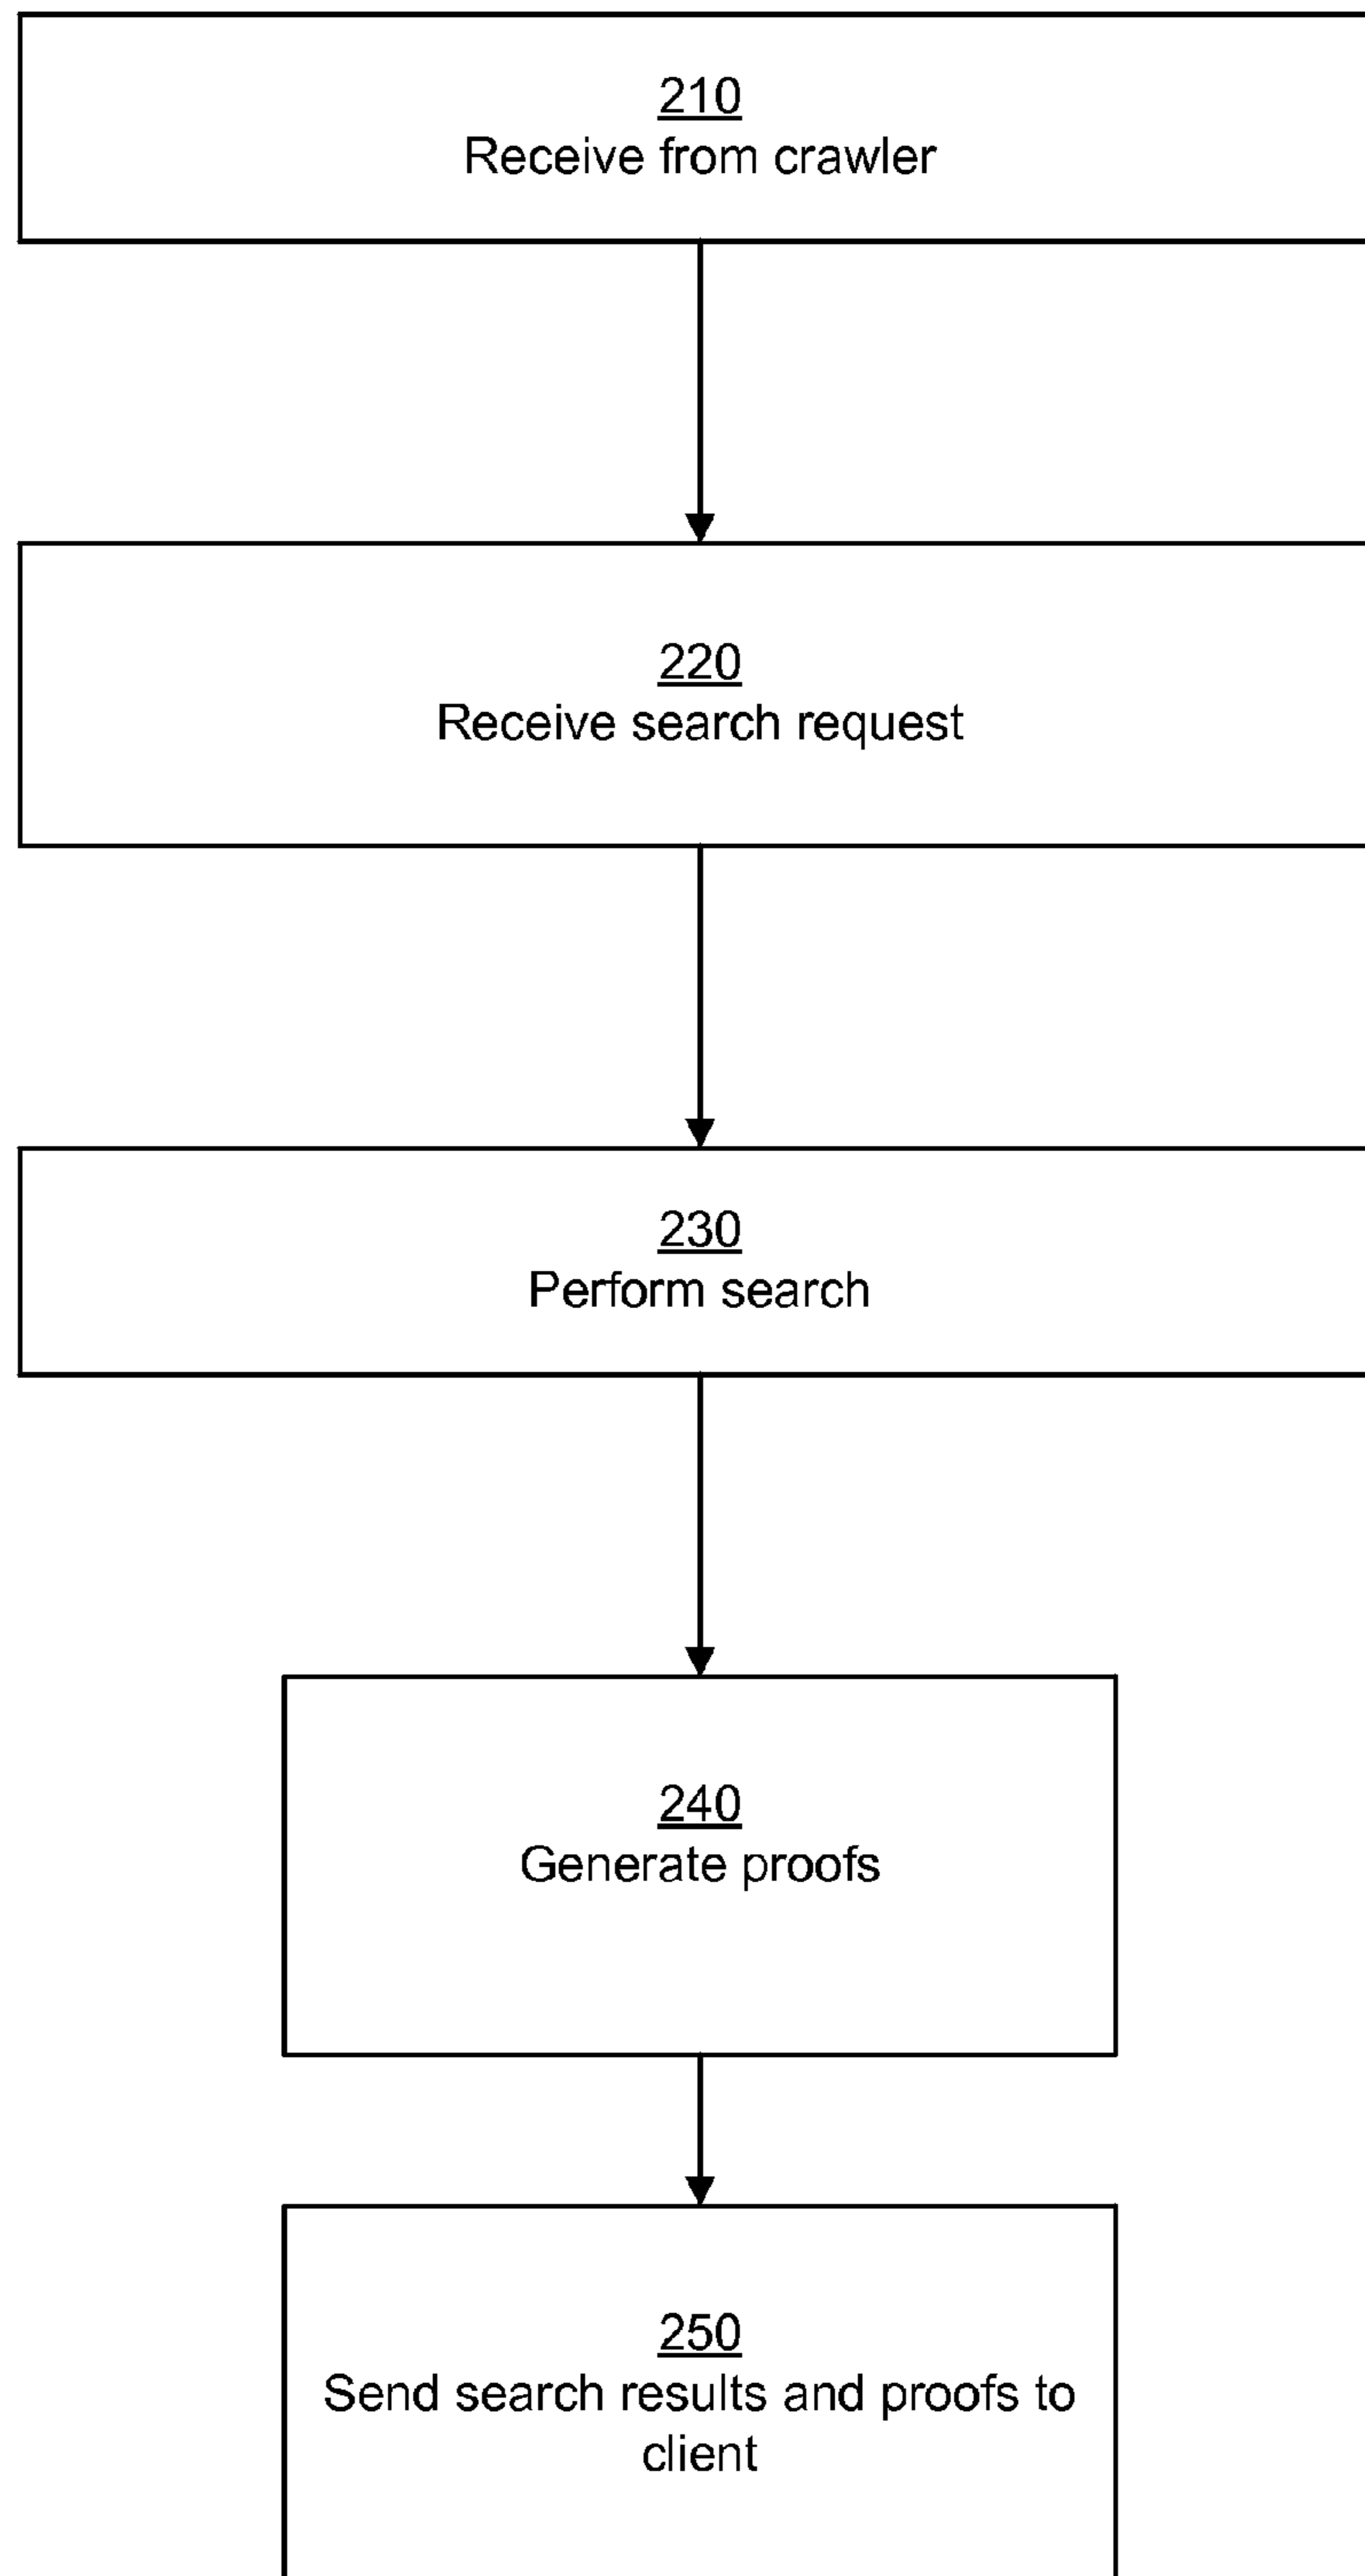 210
Receive from crawler
220
Receive search request
230
Perform search
240
Generate proofs
250
Send search results and proofs to
client